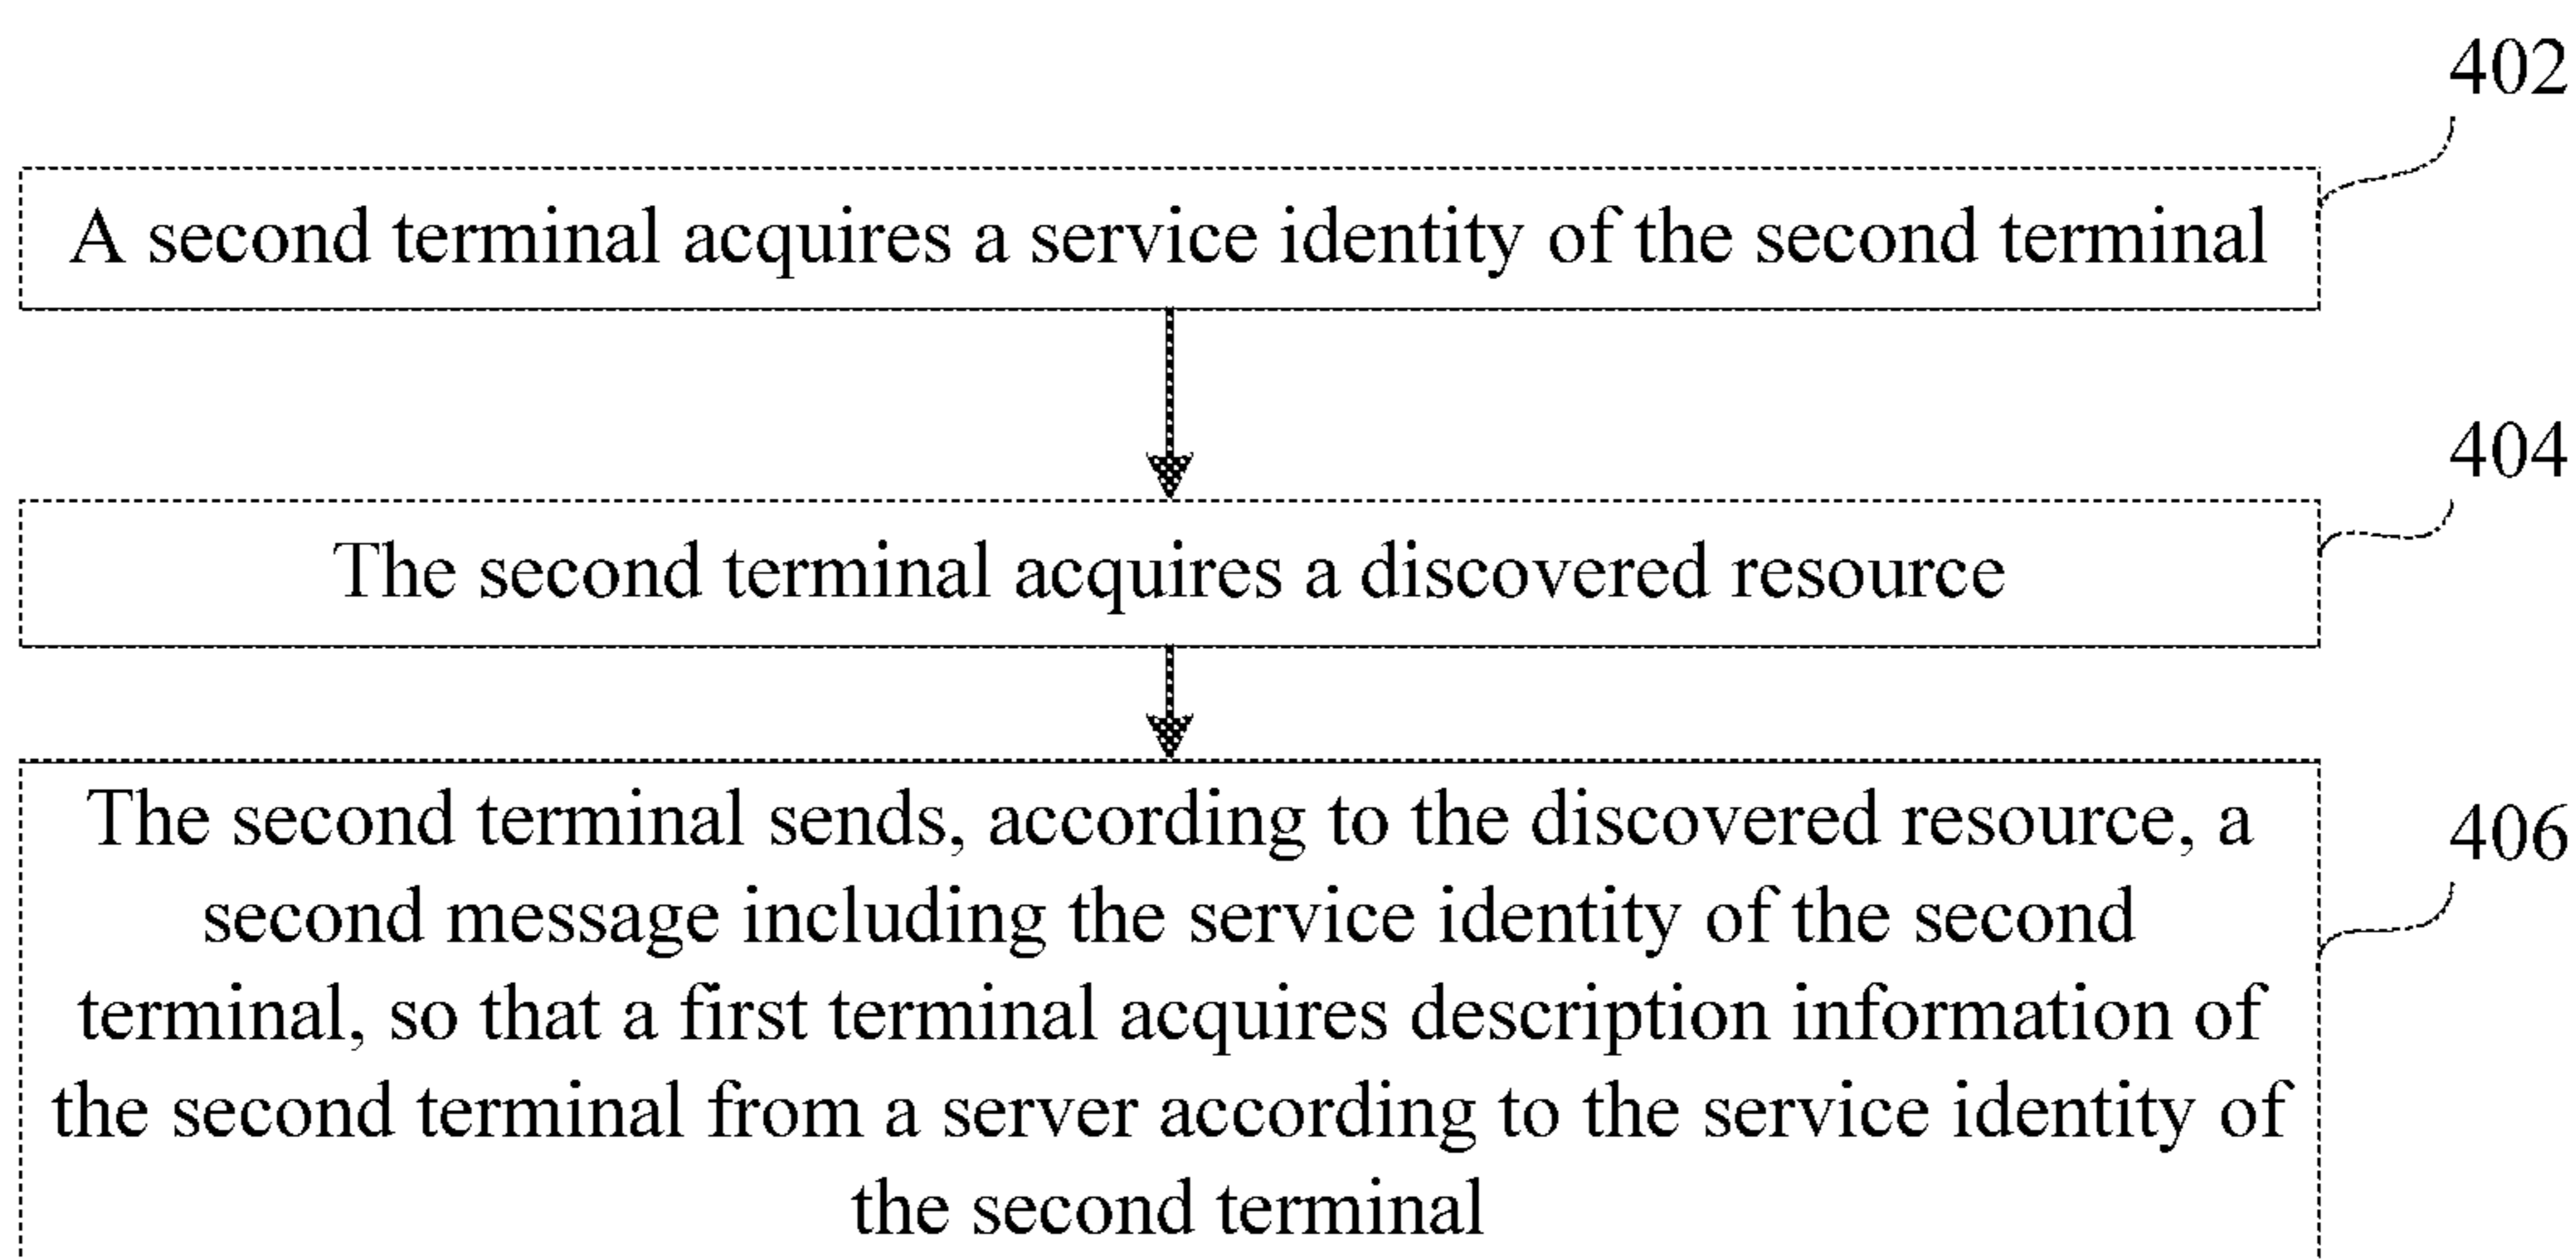 402
A second terminal acquires a service identity of the second terminal
404
The second terminal acquires a discovered resource
406
The second terminal sends, according to the discovered resource, a
second message including the service identity of the second
terminal, so that a first terminal acquires description information of
the second terminal from a server according to the service identity of
the second terminal